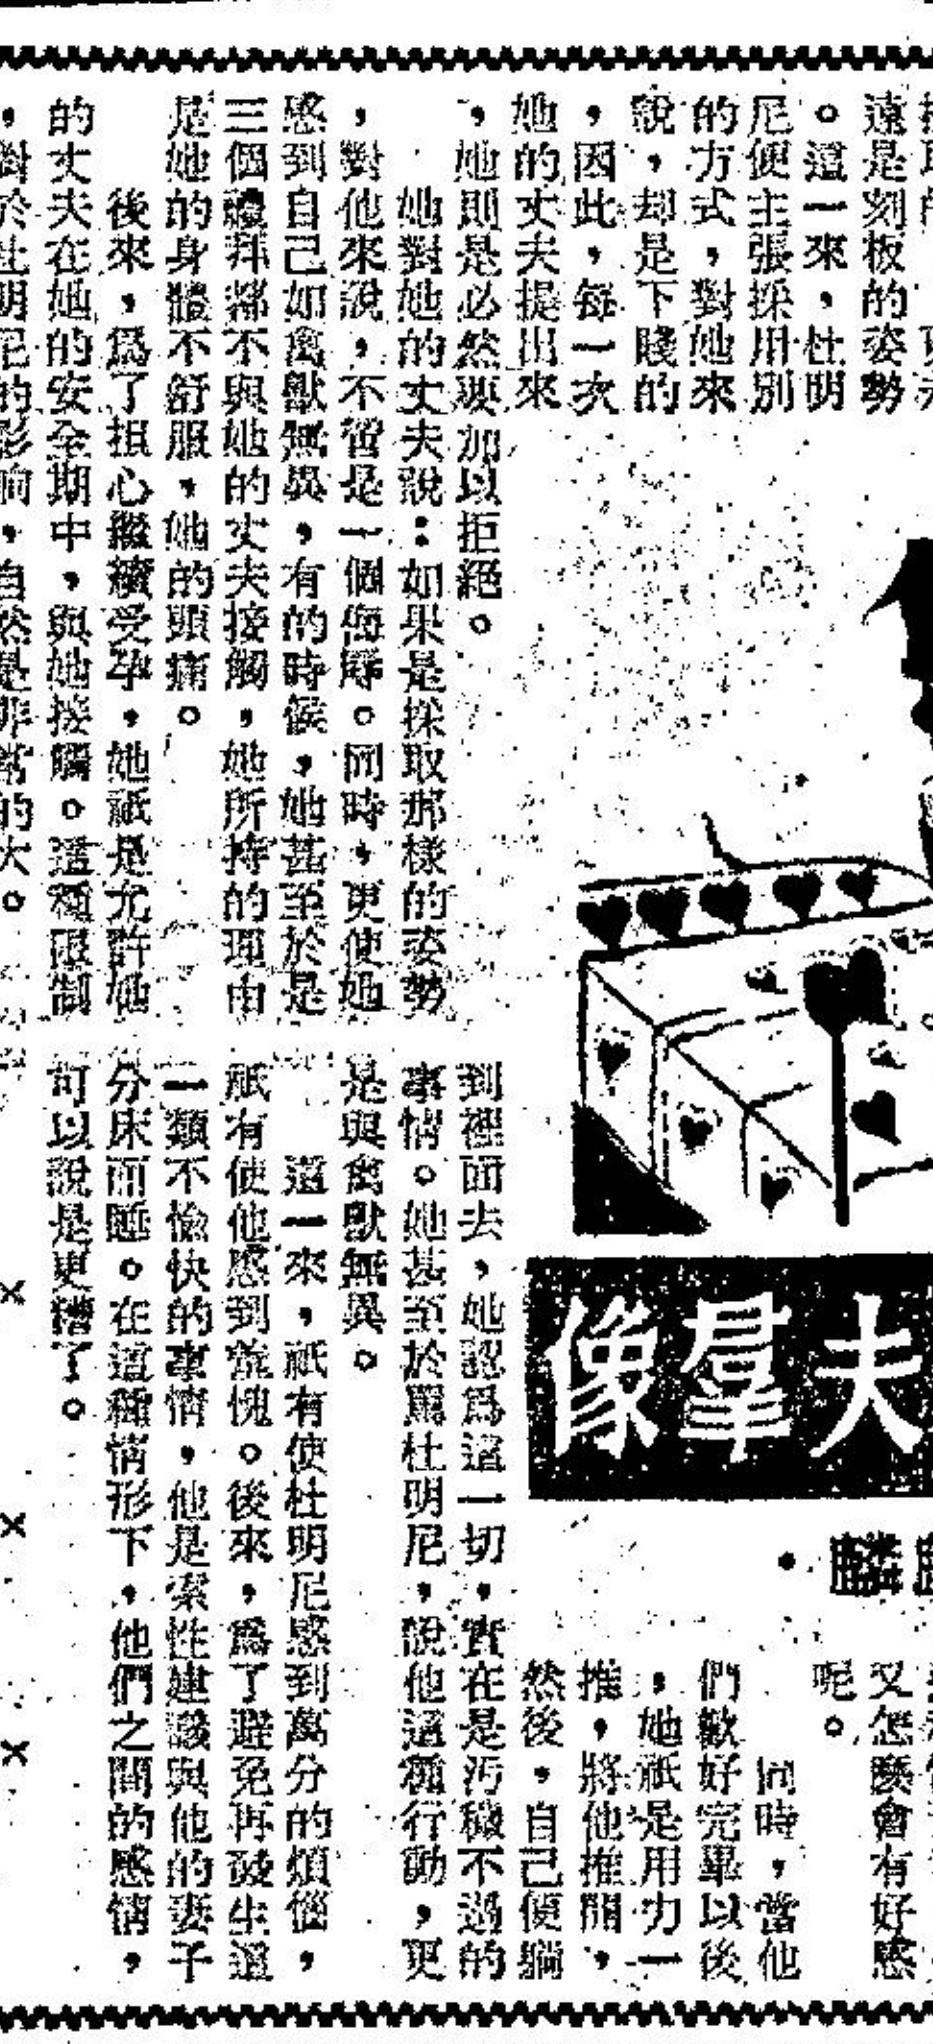 遠是刻板的姿勢
。這一來，杜明
尼便主張採用別
的方式，對她來
說，却是下賤的
，因此，每一次
她的丈夫提出來
，她則是必然要加以拒絕。
她對她的丈夫說：如果是採取那樣的姿勢
，對他來說，不管是一個侮辱。同時，更使她
感到自己如禽獸無異，有的時候，她甚至於是
三個禮拜都不與她的丈夫接觸，她所持的理由
是她的身體不舒服，她的頭痛。
後來，爲了担心繼續受孕，她祇是允許她
的丈夫在她的安全期中，與她接觸。這種限制
，對於杜明尼的影响，自然是非常的大。
夫羣像
麟
又怎麽會有好感
呢。
同時，當他
們歡好完畢以後
，她祇是用力一
推，將他推開，
然後，自己便躺
到裡面去，她認爲這一切，實在是污穢不過的
事情。她甚至於罵杜明尼，說他這種行動，更
是與禽獸無異。
這一來，祇有使杜明尼感到萬分的煩惱，
祇有使他感到羞愧。後來，爲了避免再發生這
一類不愉快的事情，他是索性建議與他的妻子
分床而睡。在這種情形下，他們之間的感情，
可以說是更糟了。
× × ×